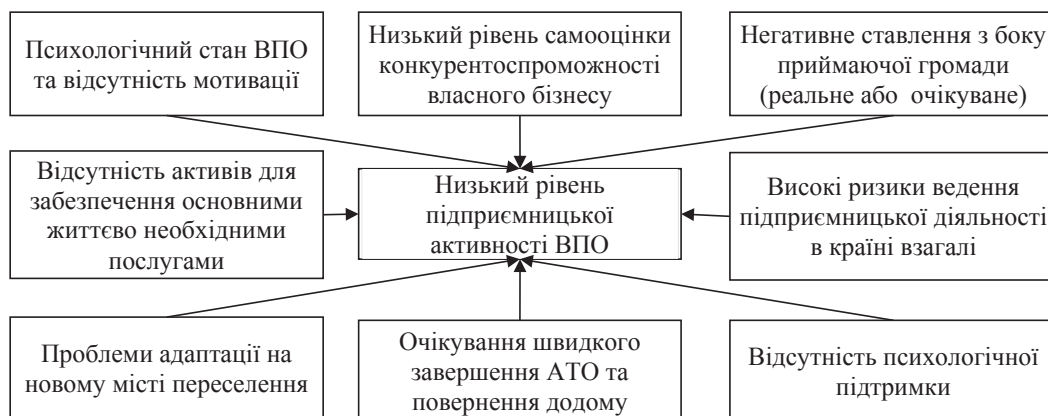 Психологічний стан ВПО
та відсутність мотивації
Низький рівень самооцінки
конкурентоспроможності
власного бізнесу
Негативне ставлення з боку
приймаючої громади
(реальне або очікуване)
Відсутність активів для
забезпечення основними
життєво необхідними
послугами
Низький рівень
підприємницької
активності ВПО
Високі ризики ведення
підприємницької діяльності
в країні взагалі
Проблеми адаптації на
новому місті переселення
Очікування швидкого
завершення АТО та
повернення додому
Відсутність психологічної
підтримки